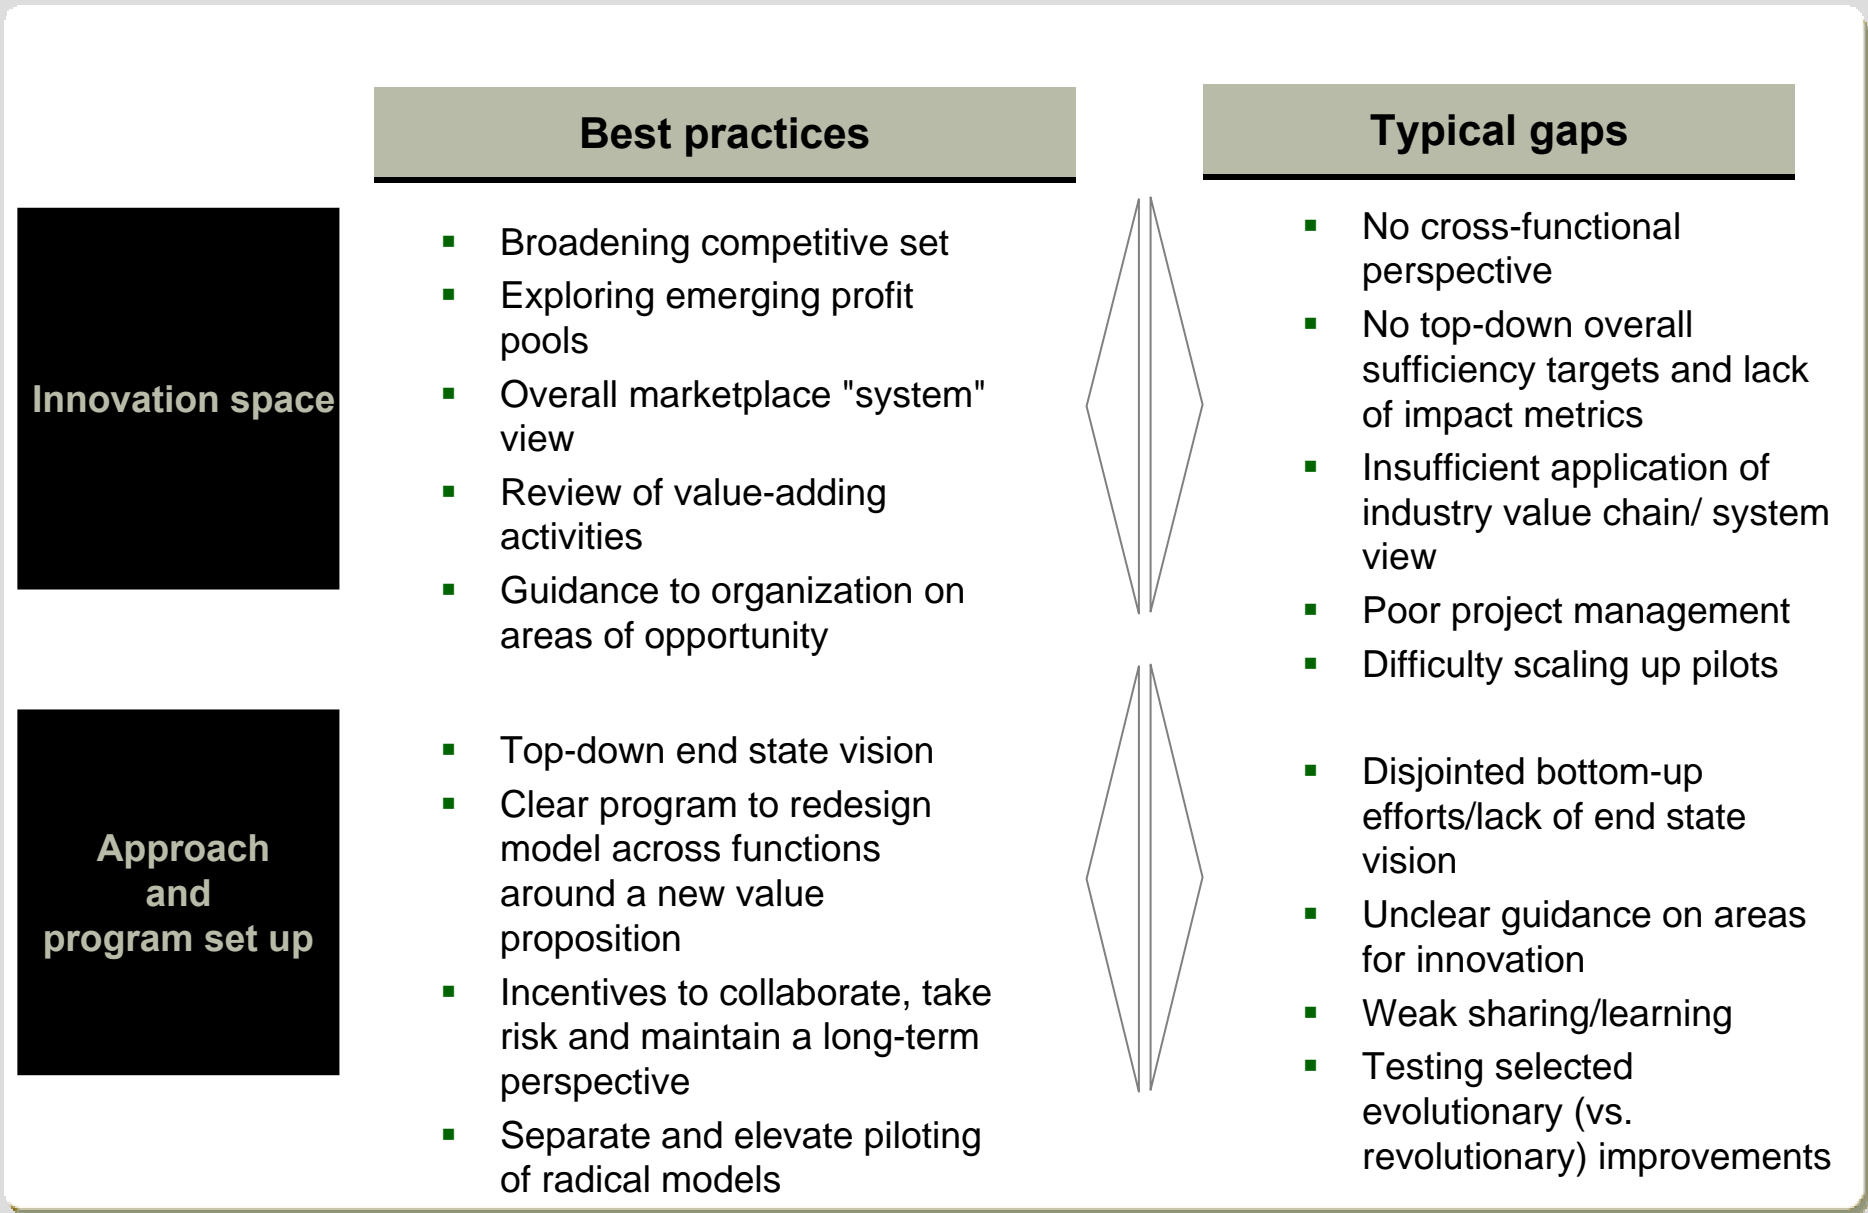 Best practices
Typical gaps
Innovation space
Broadening competitive set
Exploring emerging profit
pools
Overall marketplace "system"
view
Review of value-adding
activities
Guidance to organization on
areas of opportunity
No cross-functional
perspective
No top-down overall
sufficiency targets and lack
of impact metrics
Insufficient application of
industry value chain/ system
view
Poor project management
Difficulty scaling up pilots
Approach
and
program set up
Top-down end state vision
Clear program to redesign
model across functions
around a new value
proposition
Incentives to collaborate, take
risk and maintain a long-term
perspective
Separate and elevate piloting
of radical models
Disjointed bottom-up
efforts/lack of end state
vision
Unclear guidance on areas
for innovation
Weak sharing/learning
Testing selected
evolutionary (vs.
revolutionary) improvements